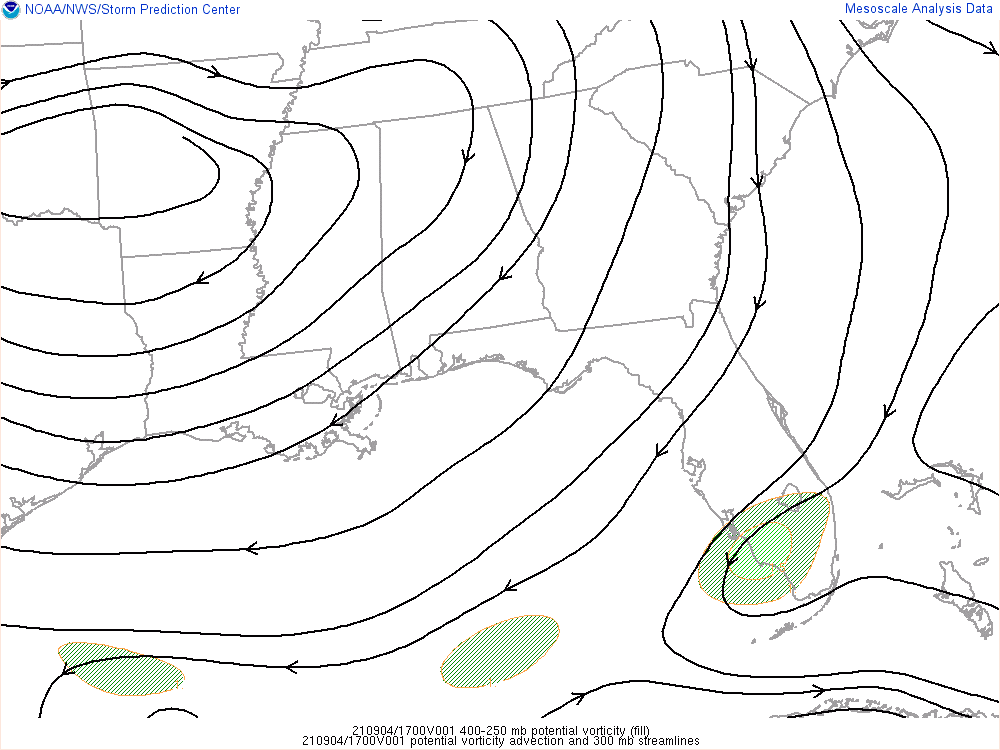 NOAA/NWS/Storm Prediction Center
Mesoscale Analysis Data
210904/1700V001 400-250 mb potential vorticity (fill)
210904/1700V001 potential vorticity advection and 300 mb streamlines